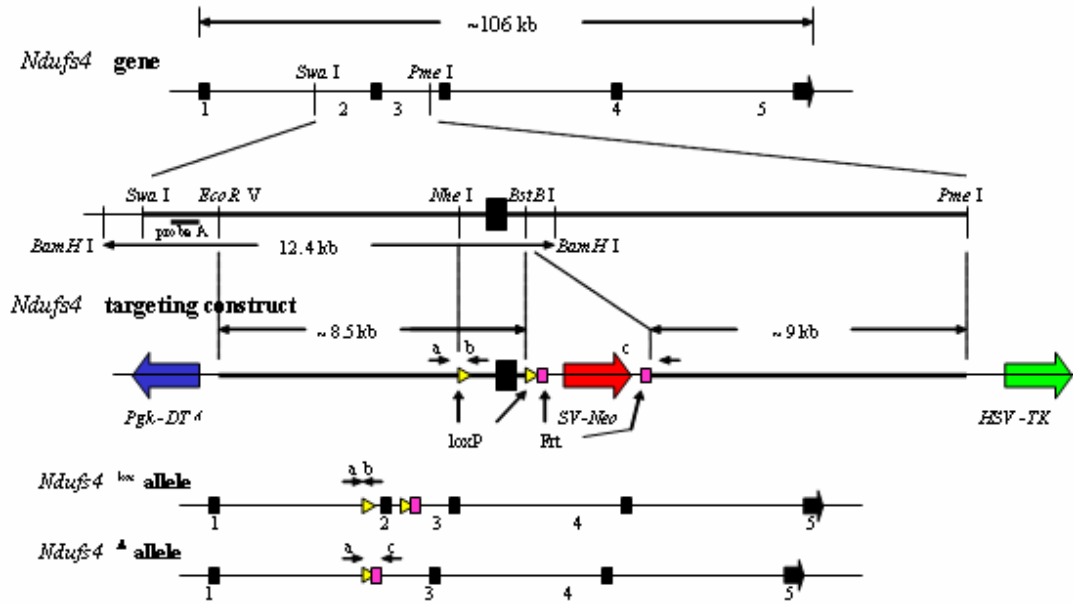 ~106 kb
Ndufs4 gene
Swa I Pme I
1 2 3 4 5
Swa I EcoR V Nhe I BstB I Pme I
probe A
BamH I 12.4 kb BamH I
Ndufs4 targeting construct
~ 8.5 kb ~ 9 kb
a b c
Pgk-DTA loxP Frt SV-Neo HSV-TK
a b
Ndufs4 lox allele
1 2 3 4 5
Ndufs4 Δ allele
a c
1 3 4 5